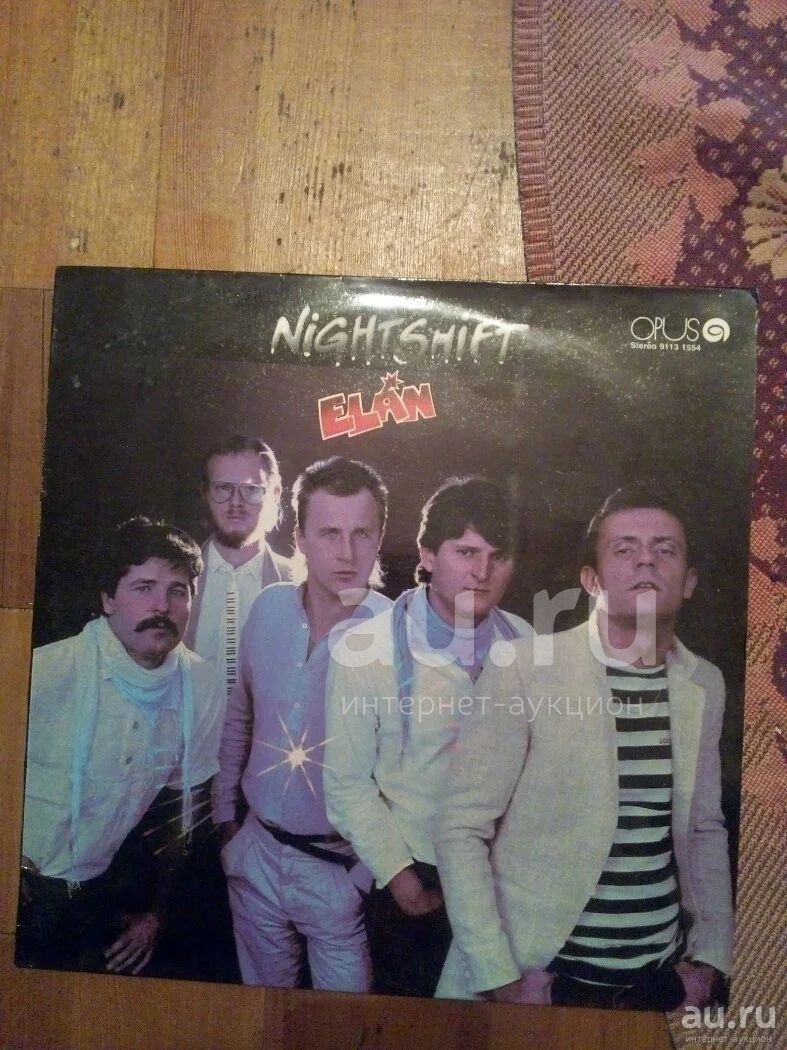 NiGHTSHiFT
OPUS
Stereo 9113 1554
ELÁN
au.ru
интернет-аукцион
au.ru
интернет-аукцион